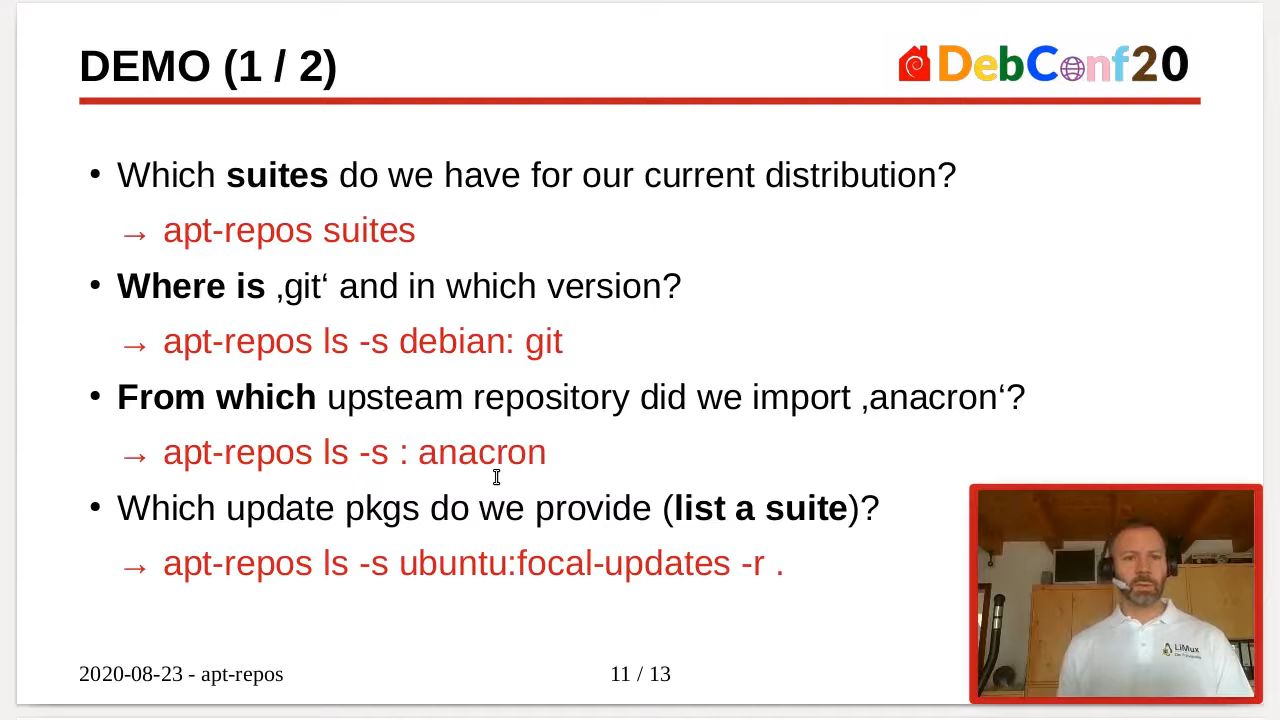 DEMO (1 / 2)
DebConf20
• Which suites do we have for our current distribution?
→ apt-repos suites
• Where is ‚git‘ and in which version?
→ apt-repos ls -s debian: git
• From which upsteam repository did we import ‚anacron‘?
→ apt-repos ls -s : anacron
• Which update pkgs do we provide (list a suite)?
→ apt-repos ls -s ubuntu:focal-updates -r .
LiMux
2020-08-23 - apt-repos
11 / 13